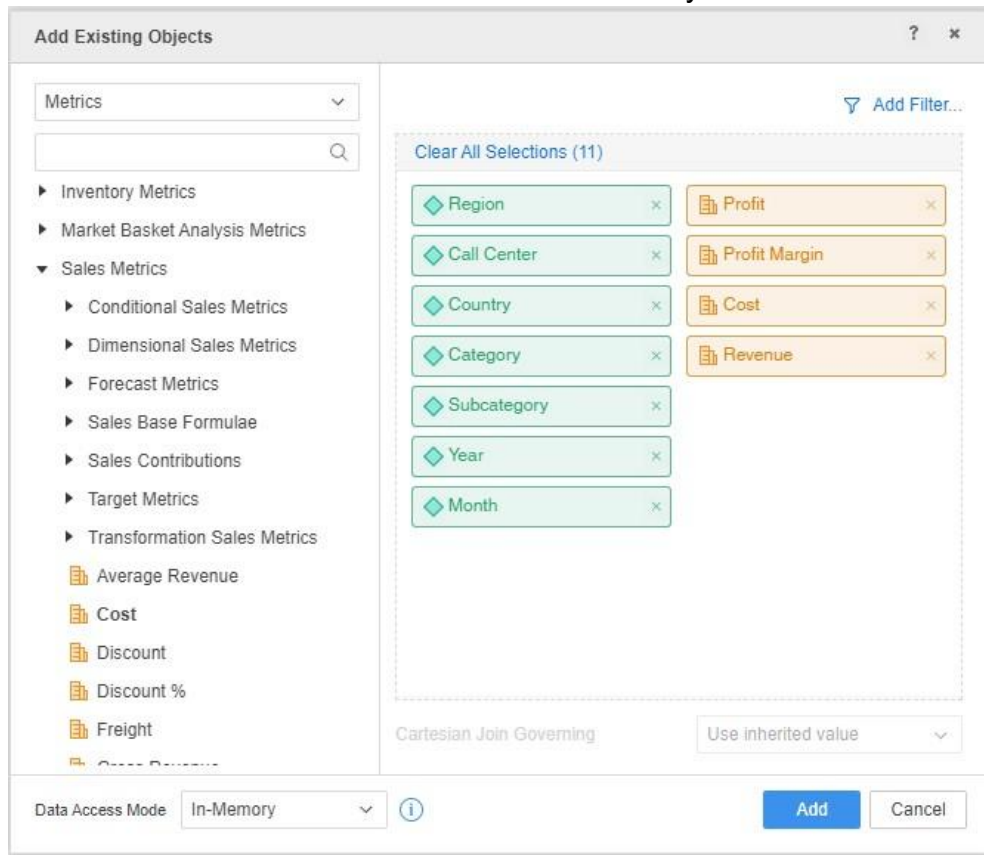 Add Existing Objects ? ×
Metrics
Add Filter...
Clear All Selections (11)
Inventory Metrics
Market Basket Analysis Metrics
Sales Metrics
Conditional Sales Metrics
Dimensional Sales Metrics
Forecast Metrics
Sales Base Formulae
Sales Contributions
Target Metrics
Transformation Sales Metrics
Average Revenue
Cost
Discount
Discount %
Freight
Region
Call Center
Country
Category
Subcategory
Year
Month
Profit
Profit Margin
Cost
Revenue
Cartesian Join Governing Use inherited value
Data Access Mode In-Memory
Add Cancel